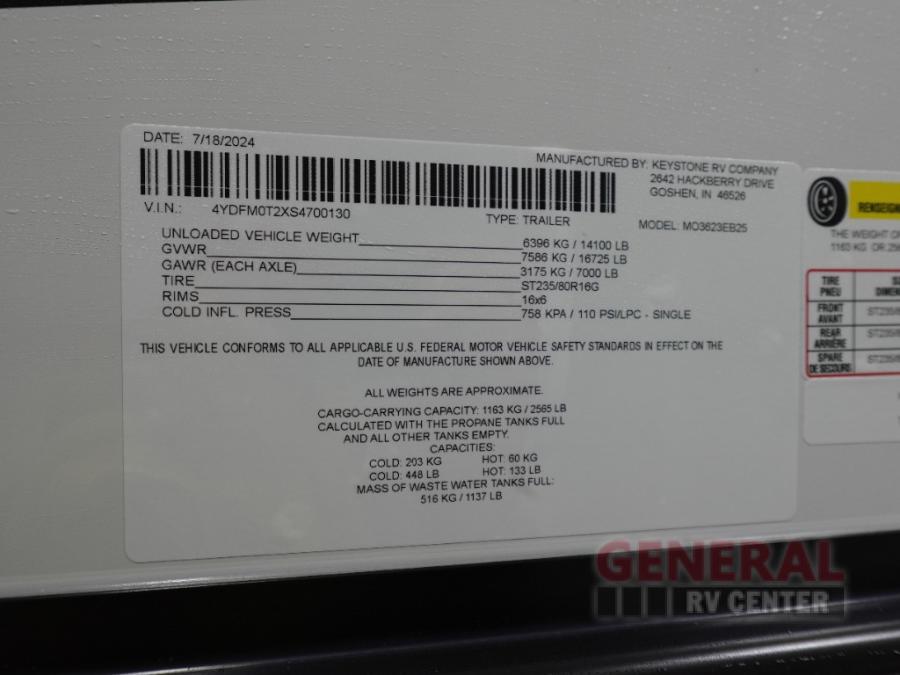 DATE: 7/18/2024
MANUFACTURED BY: KEYSTONE RV COMPANY
2642 HACKBERRY DRIVE
GOSHEN, IN 46526
V.I.N.: 4YDFM0T2XS4700130
TYPE: TRAILER
MODEL: MO3623EB25
UNLOADED VEHICLE WEIGHT 6396 KG / 14100 LB
GVWR 7586 KG / 16725 LB
GAWR (EACH AXLE) 3175 KG / 7000 LB
TIRE ST235/80R16G
RIMS 16x6
COLD INFL. PRESS 758 KPA / 110 PSI/LPC - SINGLE
THIS VEHICLE CONFORMS TO ALL APPLICABLE U.S. FEDERAL MOTOR VEHICLE SAFETY STANDARDS IN EFFECT ON THE
DATE OF MANUFACTURE SHOWN ABOVE.
ALL WEIGHTS ARE APPROXIMATE.
CARGO-CARRYING CAPACITY: 1163 KG / 2565 LB
CALCULATED WITH THE PROPANE TANKS FULL
AND ALL OTHER TANKS EMPTY.
CAPACITIES:
COLD: 203 KG HOT: 60 KG
COLD: 448 LB HOT: 133 LB
MASS OF WASTE WATER TANKS FULL:
516 KG / 1137 LB
THE WEIGHT
1163 KG OR
TIRE
PNEU
FRONT
AVANT
REAR
ARRIÈRE
SPARE
DE SECOURS
GENERAL
RV CENTER